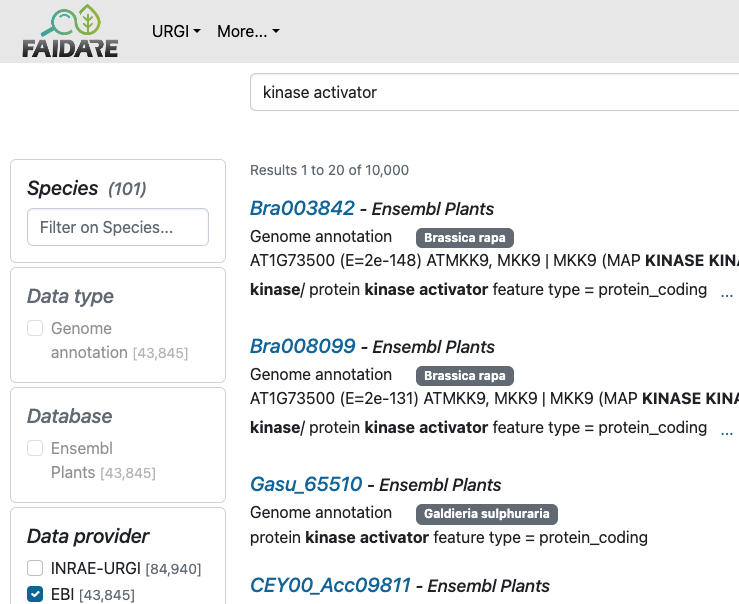 FAIDARE
URGI More...
kinase activator
Results 1 to 20 of 10,000
Species (101)
Filter on Species...
Data type
Genome
annotation [43,845]
Database
Ensembl
Plants [43,845]
Data provider
INRAE-URGI [84,940]
EBI [43,845]
Bra003842 - Ensembl Plants
Genome annotation Brassica rapa
AT1G73500 (E=2e-148) ATMKK9, MKK9 | MKK9 (MAP KINASE
kinase/ protein kinase activator feature type = protein_coding ...
Bra008099 - Ensembl Plants
Genome annotation Brassica rapa
AT1G73500 (E=2e-131) ATMKK9, MKK9 | MKK9 (MAP KINASE
kinase/ protein kinase activator feature type = protein_coding ...
Gasu_65510 - Ensembl Plants
Genome annotation Galdieria sulphuraria
protein kinase activator feature type = protein_coding
CEY00_Acc09811 - Ensembl Plants